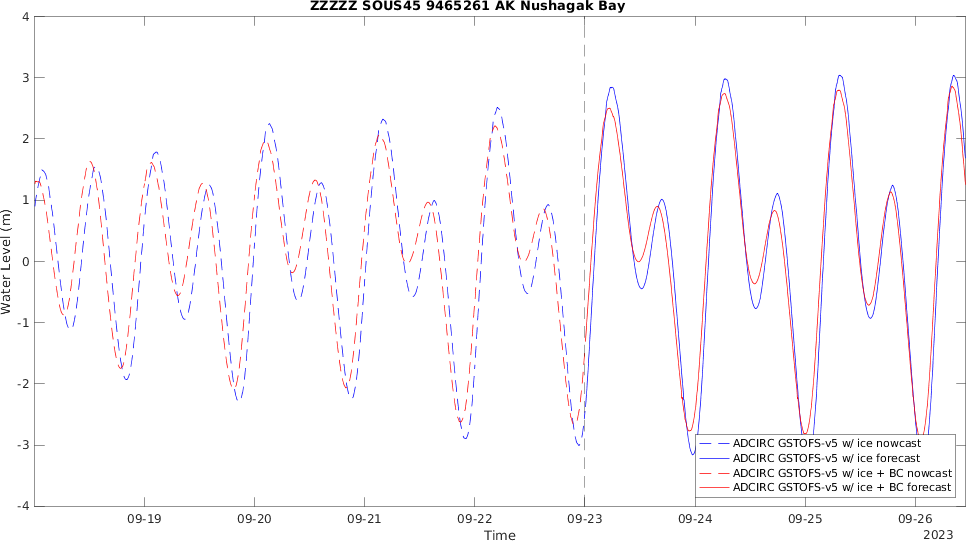 ZZZZZ SOUS45 9465261 AK Nushagak Bay
4
3
2
1
0
-1
-2
-3
-4
Water Level (m)
09-19
09-20
09-21
09-22
09-23
09-24
09-25
09-26
Time
2023
ADCIRC GSTOFS-v5 w/ ice nowcast
ADCIRC GSTOFS-v5 w/ ice forecast
ADCIRC GSTOFS-v5 w/ ice + BC nowcast
ADCIRC GSTOFS-v5 w/ ice + BC forecast